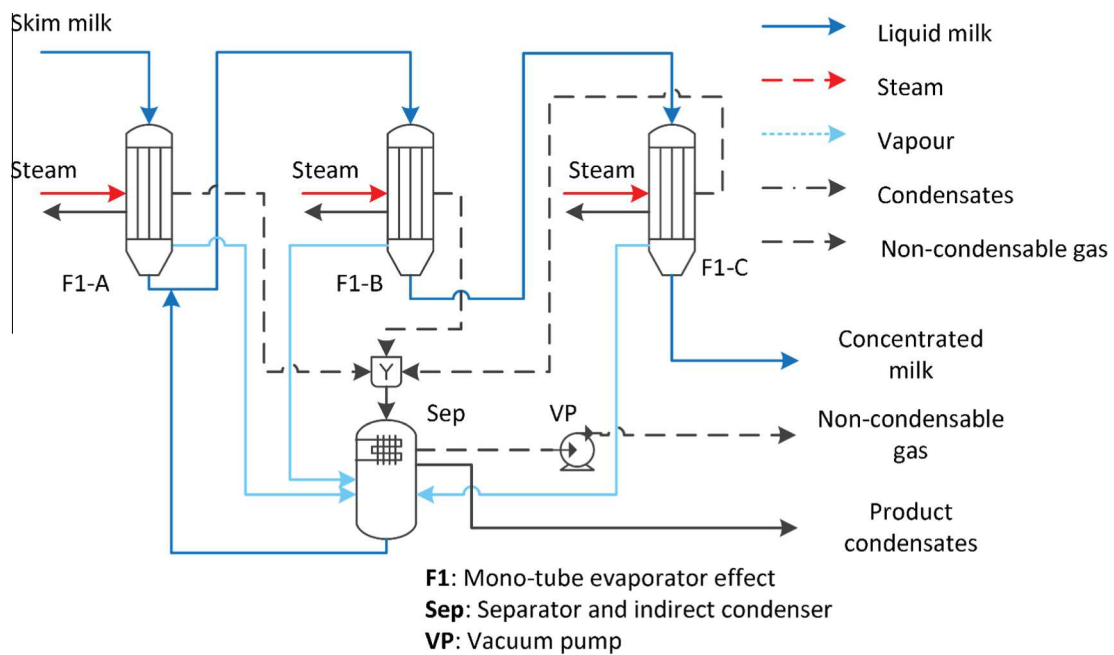 Skim milk
Liquid milk
Steam
Vapour
Condensates
Non-condensable gas
Steam
Steam
Steam
F1-A
F1-B
F1-C
Y
Concentrated
milk
Sep
VP
Non-condensable
gas
Product
condensates
F1: Mono-tube evaporator effect
Sep: Separator and indirect condenser
VP: Vacuum pump